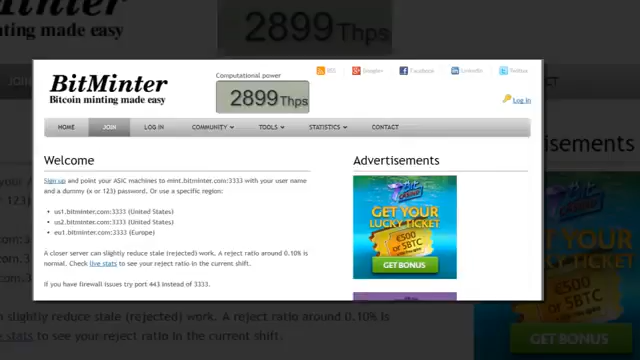 2899 Thps
BitMinter
Bitcoin minting made easy
Computational power
2899 Thps
RSS
Google+
Facebook
LinkedIn
Twitter
Log in
HOME
JOIN
LOG IN
COMMUNITY
TOOLS
STATISTICS
CONTACT
Welcome
Sign up and point your ASIC machines to mint.bitminter.com:3333 with your user name
and a dummy (x or 123) password. Or use a specific region:
us1.bitminter.com:3333 (United States)
us2.bitminter.com:3333 (United States)
eu1.bitminter.com:3333 (Europe)
A closer server can slightly reduce stale (rejected) work. A reject ratio around 0.10% is
normal. Check live stats to see your reject ratio in the current shift.
If you have firewall issues try port 443 instead of 3333.
Advertisements
GET YOUR
LUCKY TICKET
€500
or 5BTC
GET BONUS
slightly reduce stale (rejected) work. A reject ratio around 0.10% is
stats to see your reject ratio in the current shift.
€500
or 5BTC
GET BONUS